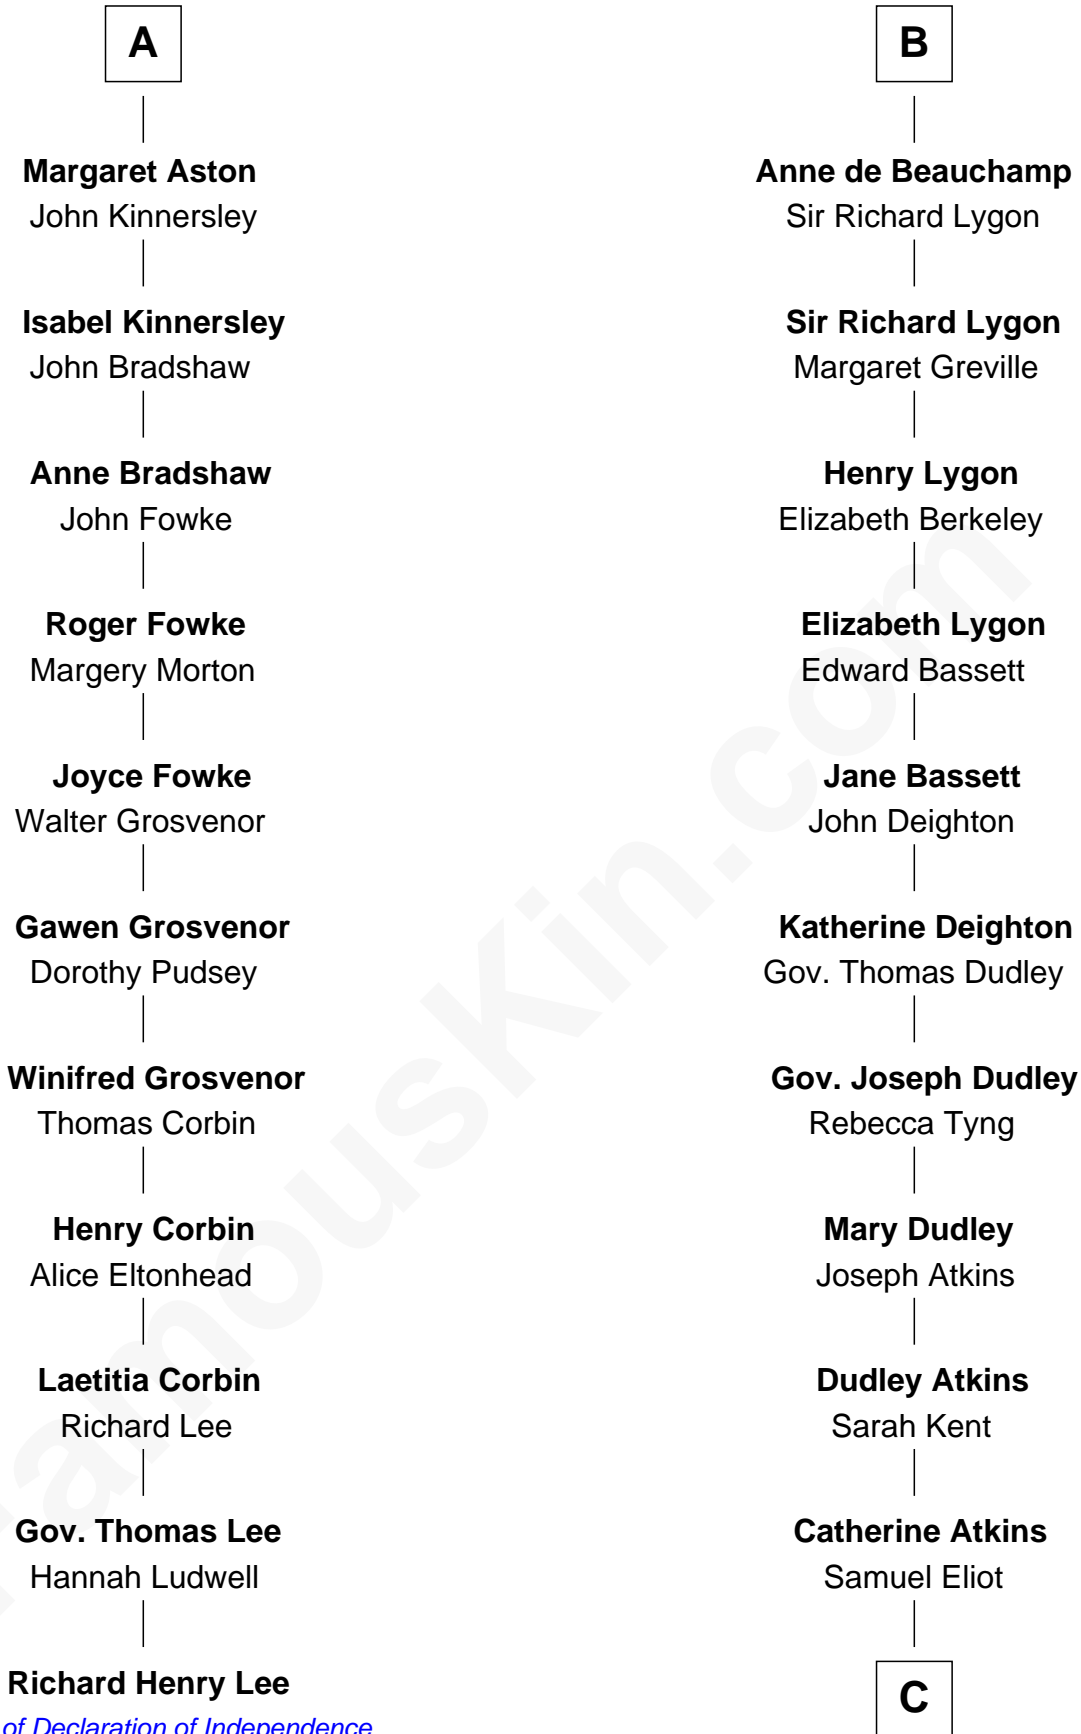 A
Margaret Aston
John Kinnersley
Isabel Kinnersley
John Bradshaw
Anne Bradshaw
John Fowke
Roger Fowke
Margery Morton
Joyce Fowke
Walter Grosvenor
Gawen Grosvenor
Dorothy Pudsey
Winifred Grosvenor
Thomas Corbin
Henry Corbin
Alice Eltonhead
Laetitia Corbin
Richard Lee
Gov. Thomas Lee
Hannah Ludwell
Richard Henry Lee
of Declaration of Independence
B
Anne de Beauchamp
Sir Richard Lygon
Sir Richard Lygon
Margaret Greville
Henry Lygon
Elizabeth Berkeley
Elizabeth Lygon
Edward Bassett
Jane Bassett
John Deighton
Katherine Deighton
Gov. Thomas Dudley
Gov. Joseph Dudley
Rebecca Tyng
Mary Dudley
Joseph Atkins
Dudley Atkins
Sarah Kent
Catherine Atkins
Samuel Eliot
C
FamousKin.com